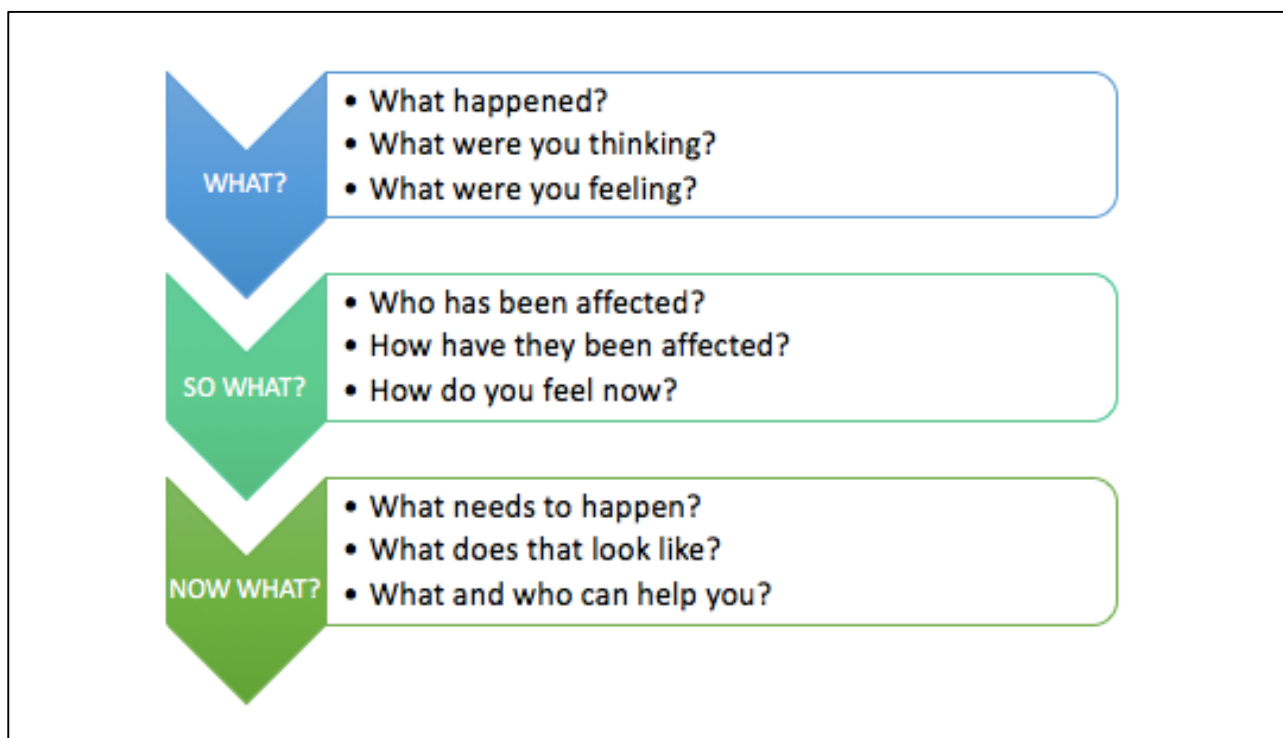 WHAT?
• What happened?
• What were you thinking?
• What were you feeling?
SO WHAT?
• Who has been affected?
• How have they been affected?
• How do you feel now?
NOW WHAT?
• What needs to happen?
• What does that look like?
• What and who can help you?